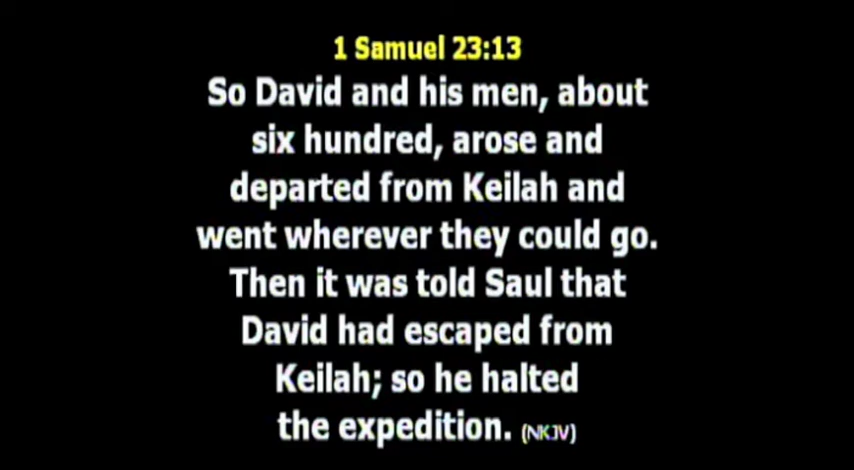 1 Samuel 23:13
So David and his men, about
six hundred, arose and
departed from Keilah and
went wherever they could go.
Then it was told Saul that
David had escaped from
Keilah; so he halted
the expedition. (NKJV)